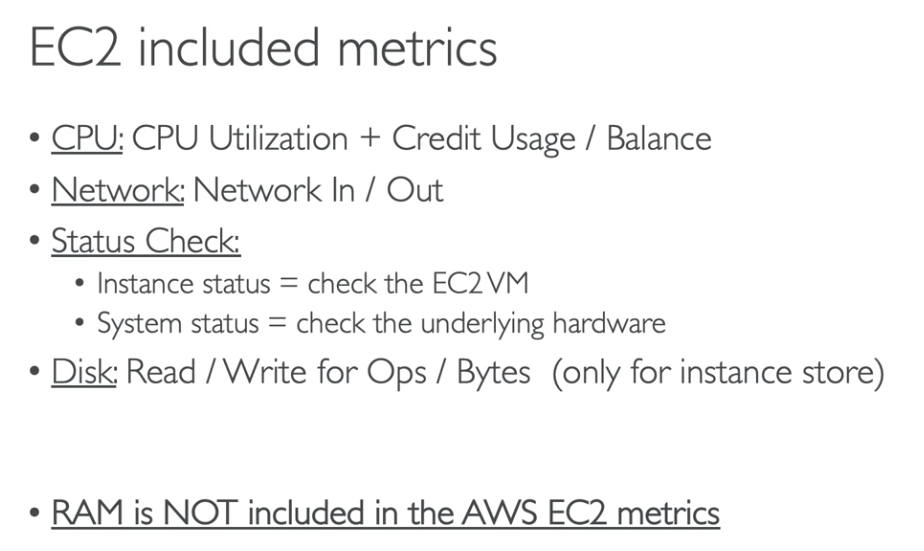 EC2 included metrics
• CPU: CPU Utilization + Credit Usage / Balance
• Network: Network In / Out
• Status Check:
• Instance status = check the EC2 VM
• System status = check the underlying hardware
• Disk: Read / Write for Ops / Bytes (only for instance store)
• RAM is NOT included in the AWS EC2 metrics